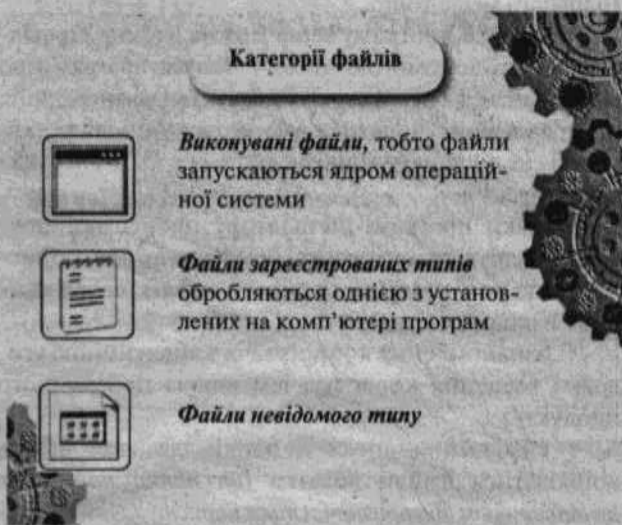 Категорії файлів
Виконувані файли, тобто файли
запускаються ядром операцій-
ної системи
Файли зареєстрованих типів
обробляються однією з установ-
лених на комп’ютері програм
Файли невідомого типу